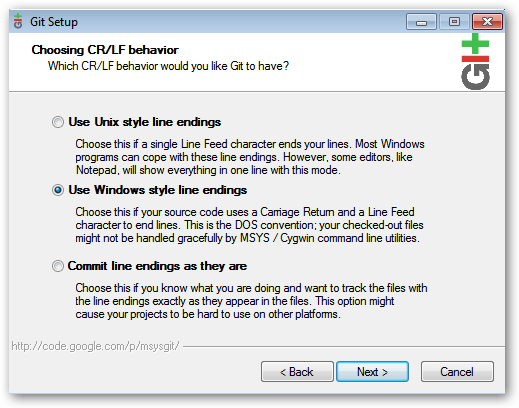 Git Setup
Choosing CR/LF behavior
Which CR/LF behavior would you like Git to have?
Use Unix style line endings
Choose this if a single Line Feed character ends your lines. Most Windows
programs can cope with these line endings. However, some editors, like
Notepad, will show everything in one line with this mode.
Use Windows style line endings
Choose this if your source code uses a Carriage Return and a Line Feed
character to end lines. This is the DOS convention; your checked-out files
might not be handled gracefully by MSYS / Cygwin command line utilities.
Commit line endings as they are
Choose this if you know what you are doing and want to track the files with
the line endings exactly as they appear in the files. This option might
cause your projects to be hard to use on other platforms.
http://code.google.com/p/msysgit/
< Back
Next >
Cancel